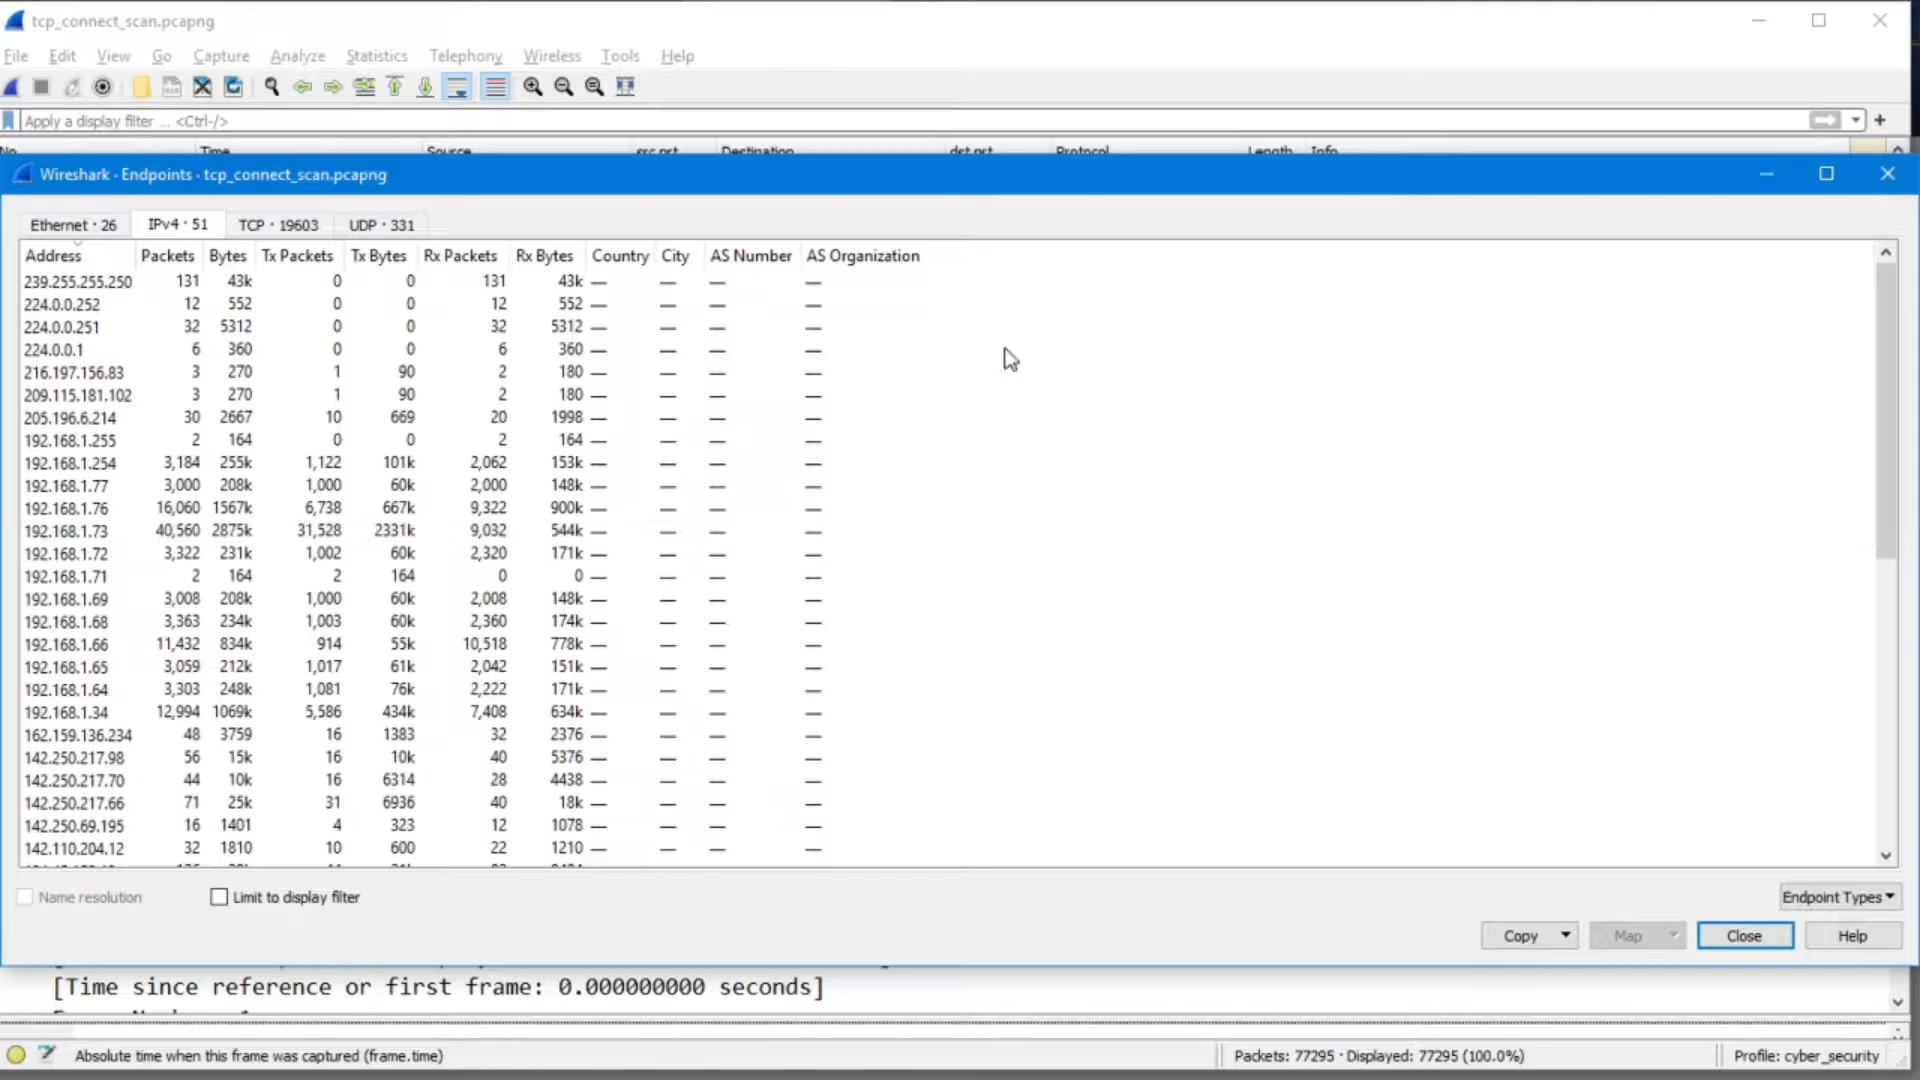 tcp_connect_scan.pcapng
File Edit View Go Capture Analyze Statistics Telephony Wireless Tools Help
Apply a display filter ... <Ctrl-/>
No. Time Source src prt Destination dst prt Protocol Length Info
Wireshark · Endpoints · tcp_connect_scan.pcapng
Ethernet · 26 IPv4 · 51 TCP · 19603 UDP · 331
Address Packets Bytes Tx Packets Tx Bytes Rx Packets Rx Bytes Country City AS Number AS Organization
239.255.255.250 131 43k 0 0 131 43k — — — —
224.0.0.252 12 552 0 0 12 552 — — — —
224.0.0.251 32 5312 0 0 32 5312 — — — —
224.0.0.1 6 360 0 0 6 360 — — — —
216.197.156.83 3 270 1 90 2 180 — — — —
209.115.181.102 3 270 1 90 2 180 — — — —
205.196.6.214 30 2667 10 669 20 1998 — — — —
192.168.1.255 2 164 0 0 2 164 — — — —
192.168.1.254 3,184 255k 1,122 101k 2,062 153k — — — —
192.168.1.77 3,000 208k 1,000 60k 2,000 148k — — — —
192.168.1.76 16,060 1567k 6,738 667k 9,322 900k — — — —
192.168.1.73 40,560 2875k 31,528 2331k 9,032 544k — — — —
192.168.1.72 3,322 231k 1,002 60k 2,320 171k — — — —
192.168.1.71 2 164 2 164 0 0 — — — —
192.168.1.69 3,008 208k 1,000 60k 2,008 148k — — — —
192.168.1.68 3,363 234k 1,003 60k 2,360 174k — — — —
192.168.1.66 11,432 834k 914 55k 10,518 778k — — — —
192.168.1.65 3,059 212k 1,017 61k 2,042 151k — — — —
192.168.1.64 3,303 248k 1,081 76k 2,222 171k — — — —
192.168.1.34 12,994 1069k 5,586 434k 7,408 634k — — — —
162.159.136.234 48 3759 16 1383 32 2376 — — — —
142.250.217.98 56 15k 16 10k 40 5376 — — — —
142.250.217.70 44 10k 16 6314 28 4438 — — — —
142.250.217.66 71 25k 31 6936 40 18k — — — —
142.250.69.195 16 1401 4 323 12 1078 — — — —
142.110.204.12 32 1810 10 600 22 1210 — — — —
Name resolution Limit to display filter Endpoint Types
Copy Map Close Help
[Time since reference or first frame: 0.000000000 seconds]
Absolute time when this frame was captured (frame.time) Packets: 77295 · Displayed: 77295 (100.0%) Profile: cyber_security